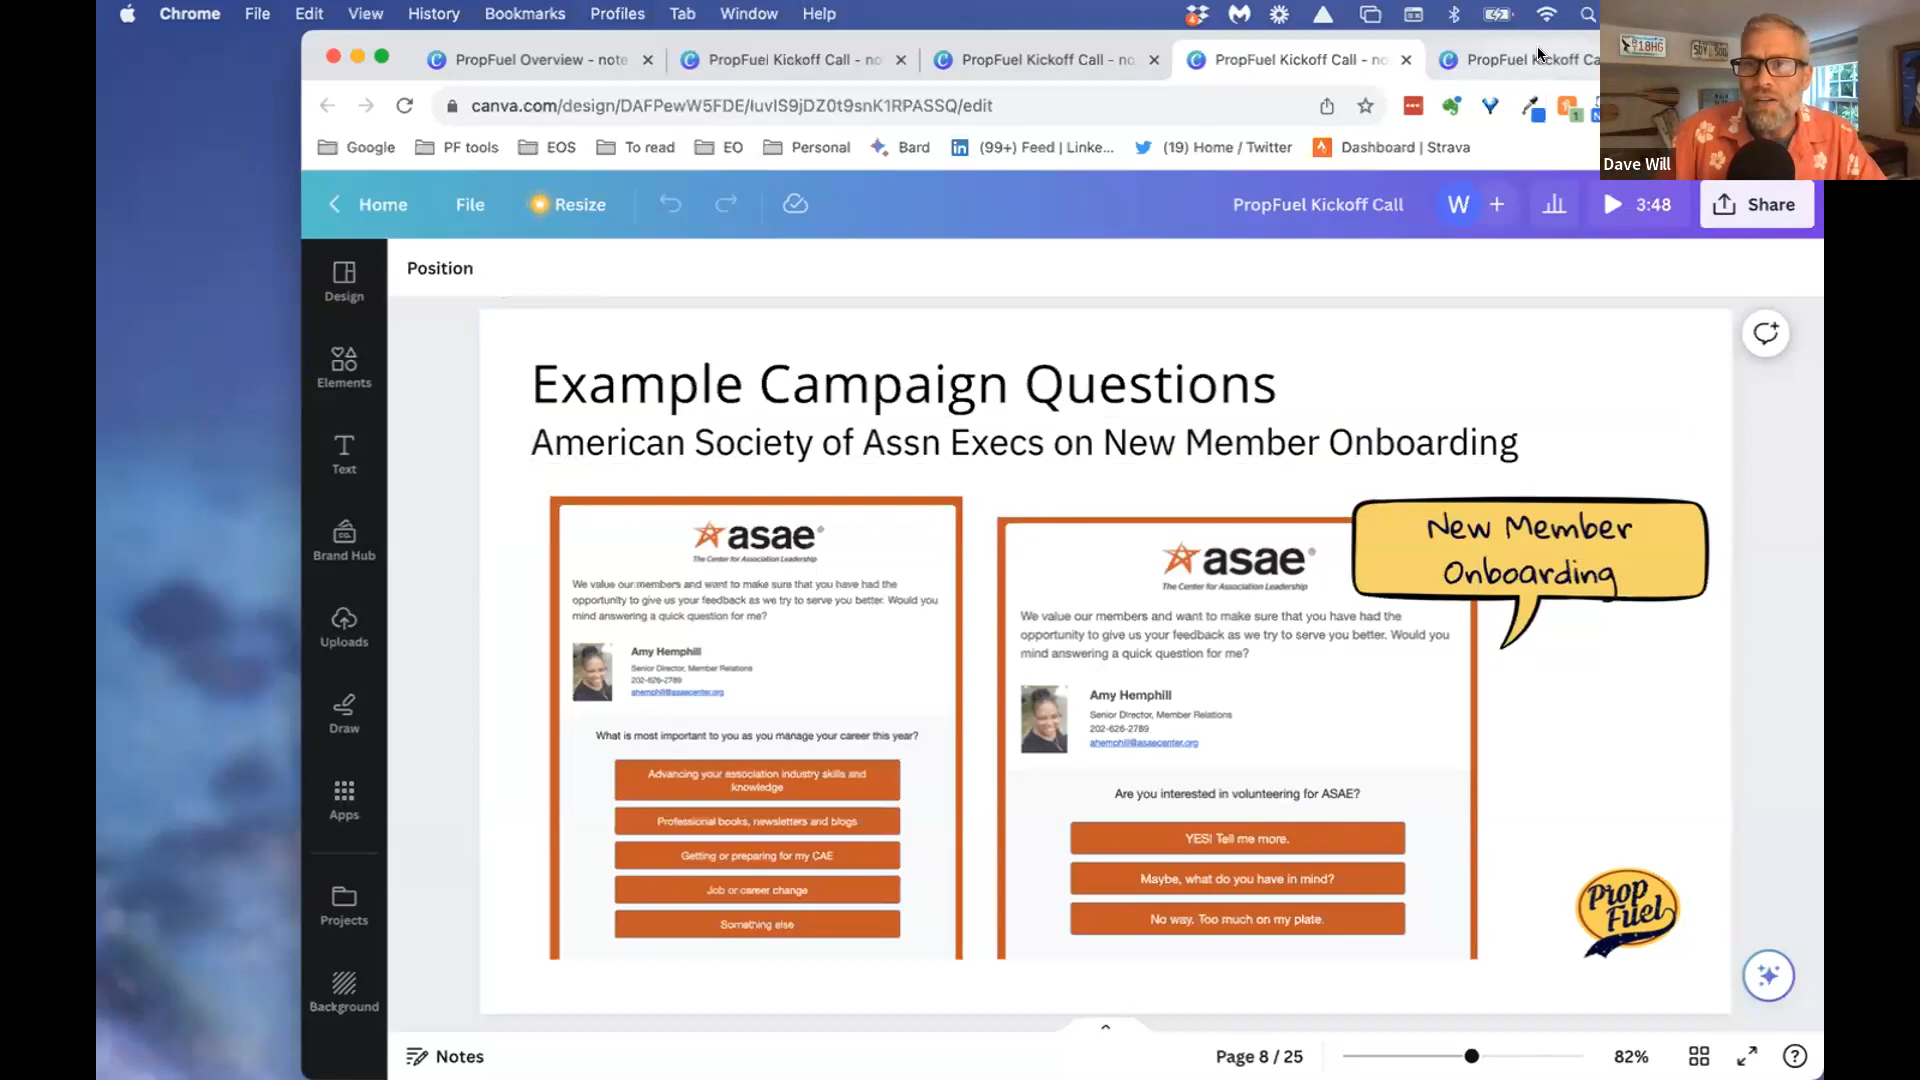 Chrome File Edit View History Bookmarks Profiles Tab Window Help
PropFuel Overview - note
PropFuel Kickoff Call - no
PropFuel Kickoff Call - no
PropFuel Kickoff Call - no
PropFuel Kickoff Ca
canva.com/design/DAFPewW5FDE/IuvIS9jDZ0t9snK1RPASSQ/edit
Google PF tools EOS To read EO Personal Bard (99+) Feed | Linke... (19) Home / Twitter Dashboard | Strava
Dave Will
Home File Resize PropFuel Kickoff Call W 3:48 Share
Position
Design
Elements
Text
Brand Hub
Uploads
Draw
Apps
Projects
Background
Example Campaign Questions
American Society of Assn Execs on New Member Onboarding
asae®
The Center for Association Leadership
We value our members and want to make sure that you have had the
opportunity to give us your feedback as we try to serve you better. Would you
mind answering a quick question for me?
Amy Hemphill
Senior Director, Member Relations
202-626-2789
ahemphill@asaecenter.org
What is most important to you as you manage your career this year?
Advancing your association industry skills and
knowledge
Professional books, newsletters and blogs
Getting or preparing for my CAE
Job or career change
Something else
asae®
The Center for Association Leadership
We value our members and want to make sure that you have had the
opportunity to give us your feedback as we try to serve you better. Would you
mind answering a quick question for me?
Amy Hemphill
Senior Director, Member Relations
202-626-2789
ahemphill@asaecenter.org
Are you interested in volunteering for ASAE?
YES! Tell me more.
Maybe, what do you have in mind?
No way. Too much on my plate.
New Member
Onboarding
Prop
Fuel
Notes
Page 8 / 25
82%